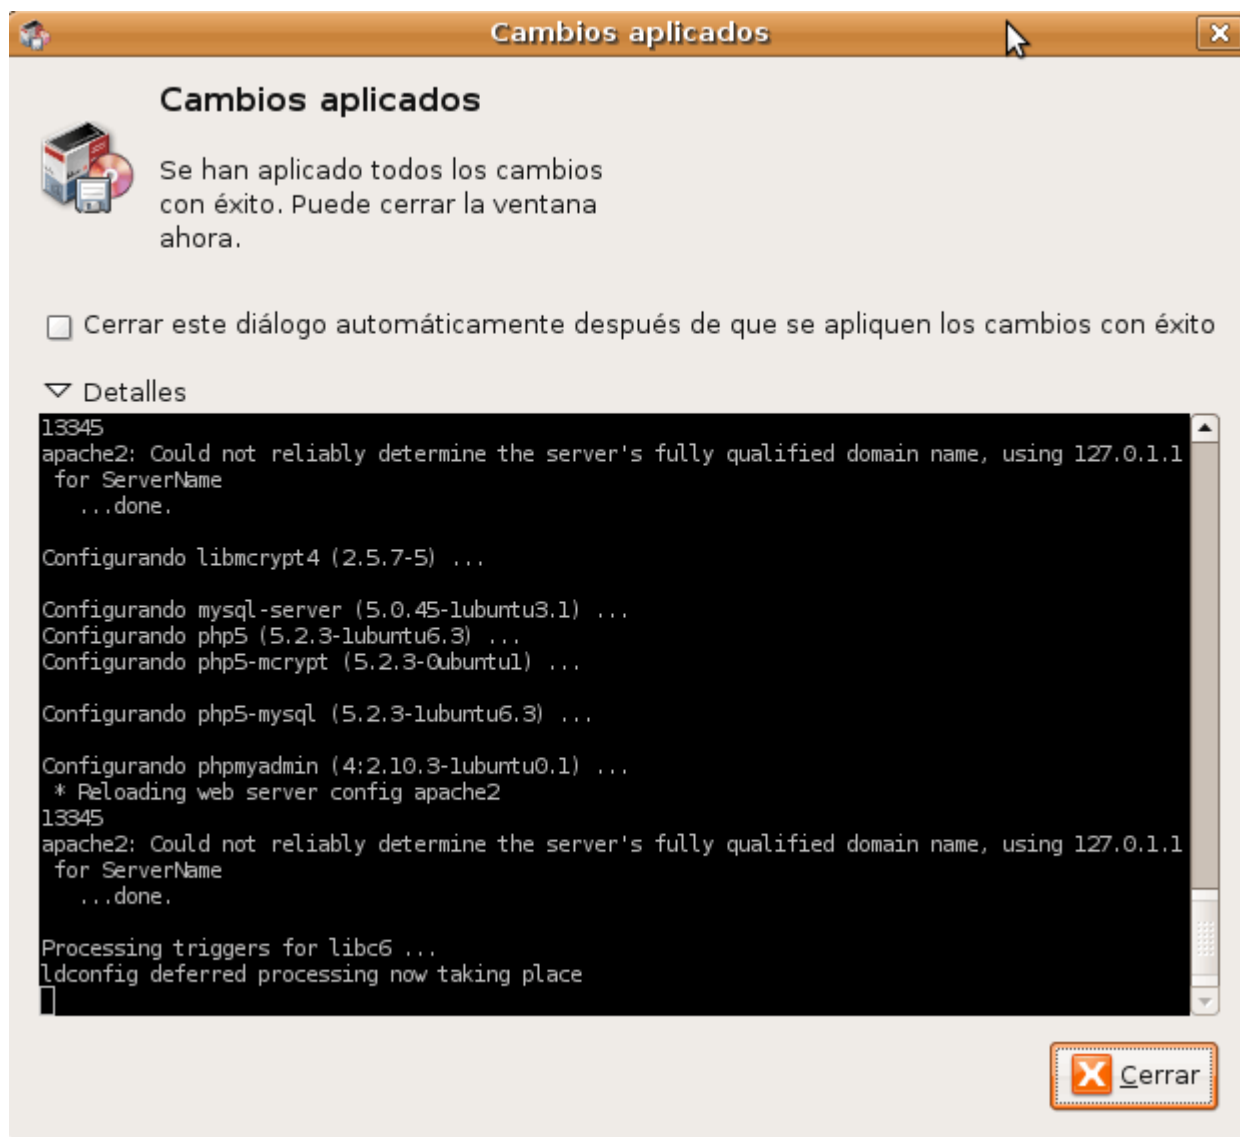 Cambios aplicados
Cambios aplicados
Se han aplicado todos los cambios
con éxito. Puede cerrar la ventana
ahora.
Cerrar este diálogo automáticamente después de que se apliquen los cambios con éxito
Detalles
13345
apache2: Could not reliably determine the server's fully qualified domain name, using 127.0.1.1
for ServerName
...done.
Configurando libmcrypt4 (2.5.7-5) ...
Configurando mysql-server (5.0.45-1ubuntu3.1) ...
Configurando php5 (5.2.3-1ubuntu6.3) ...
Configurando php5-mcrypt (5.2.3-0ubuntu1) ...
Configurando php5-mysql (5.2.3-1ubuntu6.3) ...
Configurando phpmyadmin (4:2.10.3-1ubuntu0.1) ...
* Reloading web server config apache2
13345
apache2: Could not reliably determine the server's fully qualified domain name, using 127.0.1.1
for ServerName
...done.
Processing triggers for libc6 ...
ldconfig deferred processing now taking place
Cerrar